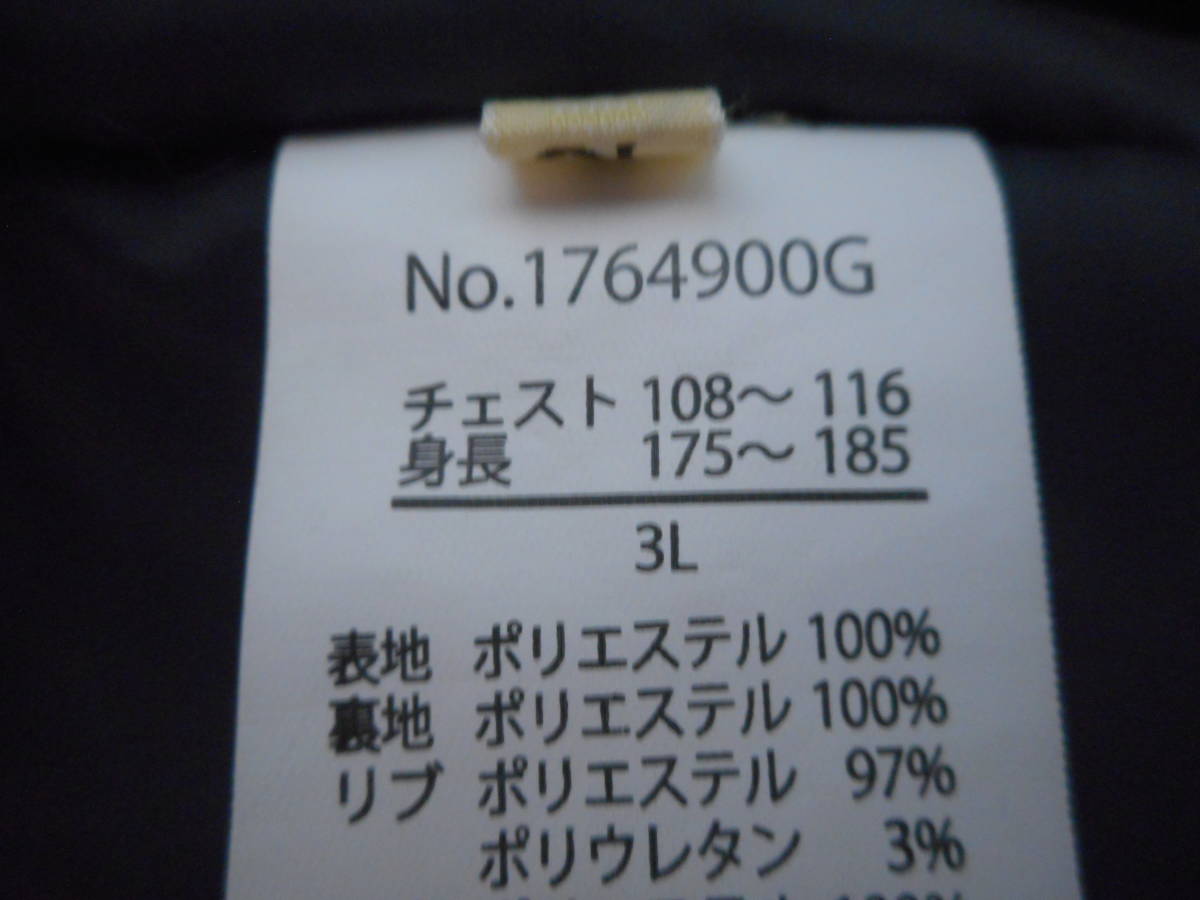 No.1764900G
チェスト 108〜 116
身長 175〜 185
3L
表地 ポリエステル 100%
裏地 ポリエステル 100%
リブ ポリエステル 97%
ポリウレタン 3%